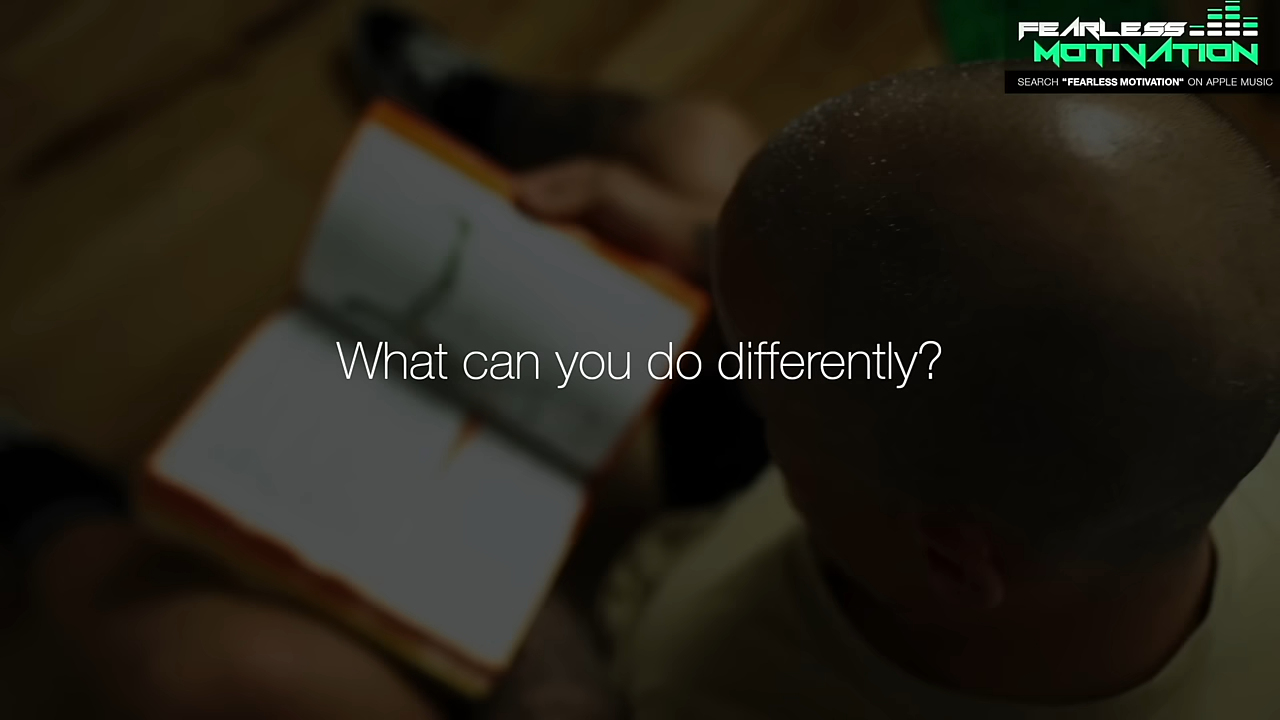 FEARLESS
MOTIVATION
SEARCH "FEARLESS MOTIVATION" ON APPLE MUSIC
What can you do differently?